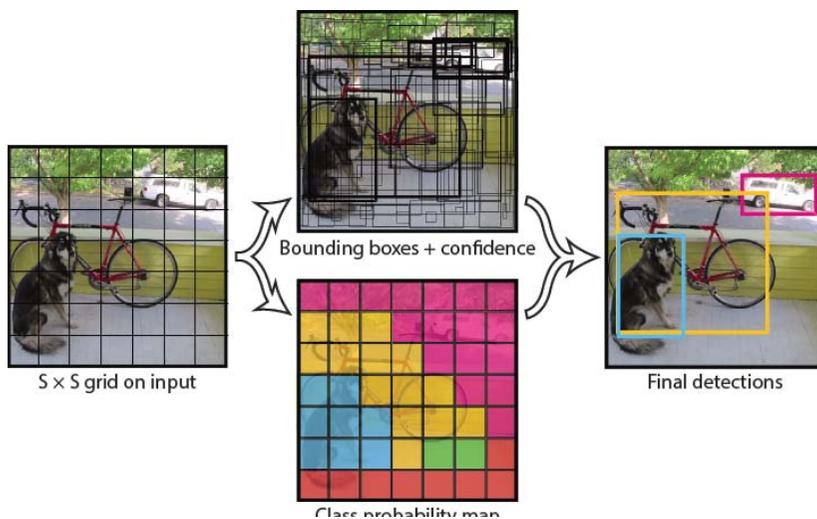 Bounding boxes + confidence
S × S grid on input
Final detections
Class probability map